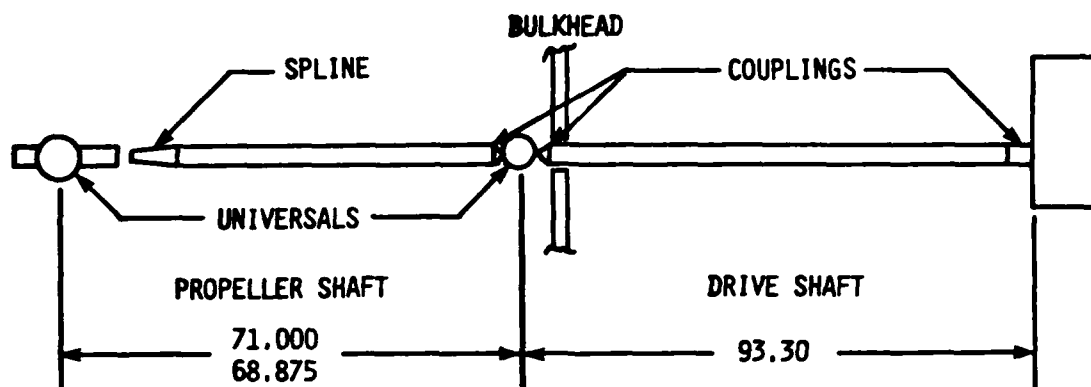 BULKHEAD
SPLINE
COUPLINGS
UNIVERSALS
PROPELLER SHAFT
DRIVE SHAFT
71.000
68.875
93.30